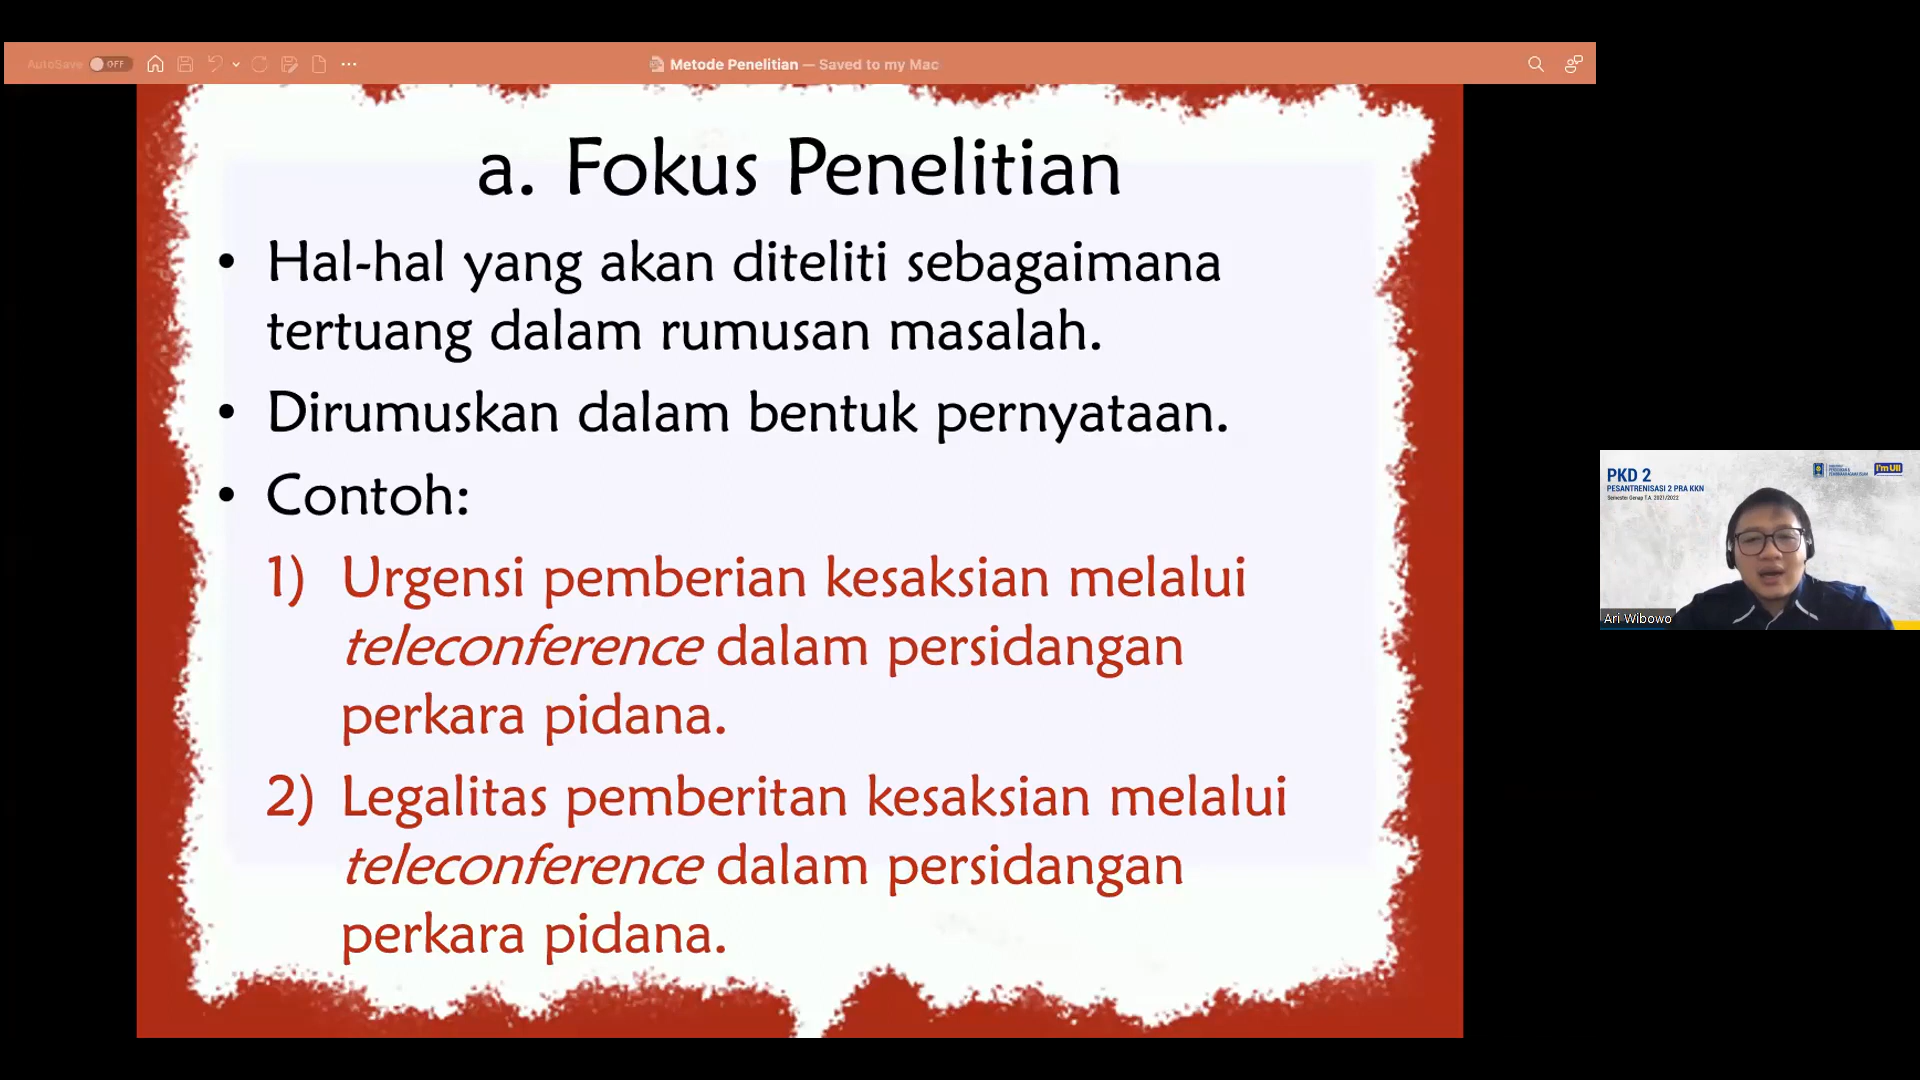 AutoSave OFF
Metode Penelitian — Saved to my Mac
a. Fokus Penelitian
• Hal-hal yang akan diteliti sebagaimana
tertuang dalam rumusan masalah.
• Dirumuskan dalam bentuk pernyataan.
• Contoh:
1) Urgensi pemberian kesaksian melalui
teleconference dalam persidangan
perkara pidana.
2) Legalitas pemberitan kesaksian melalui
teleconference dalam persidangan
perkara pidana.
PKD 2
PESANTRENISASI 2 PRA KKN
Semester Genap T.A. 2021/2022
I'm UII
Ari Wibowo